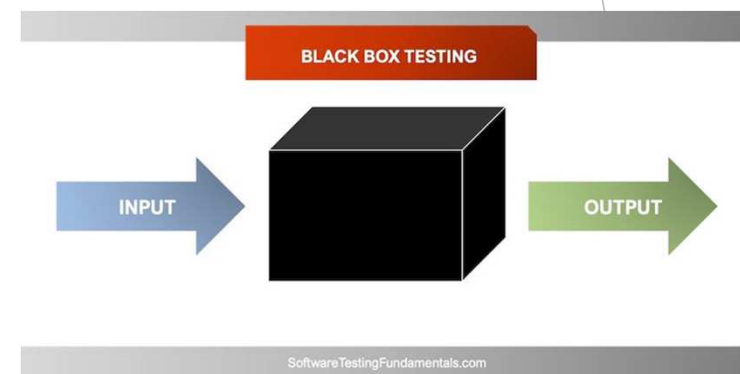 BLACK BOX TESTING
INPUT
OUTPUT
SoftwareTestingFundamentals.com